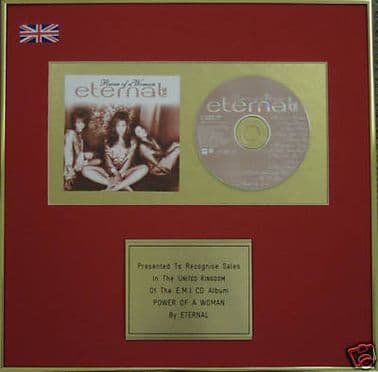 Power of a Woman
eternal
eternal
Presented To Recognise Sales
In The UNITED KINGDOM
Of The E.M.I. CD Album
POWER OF A WOMAN
By ETERNAL